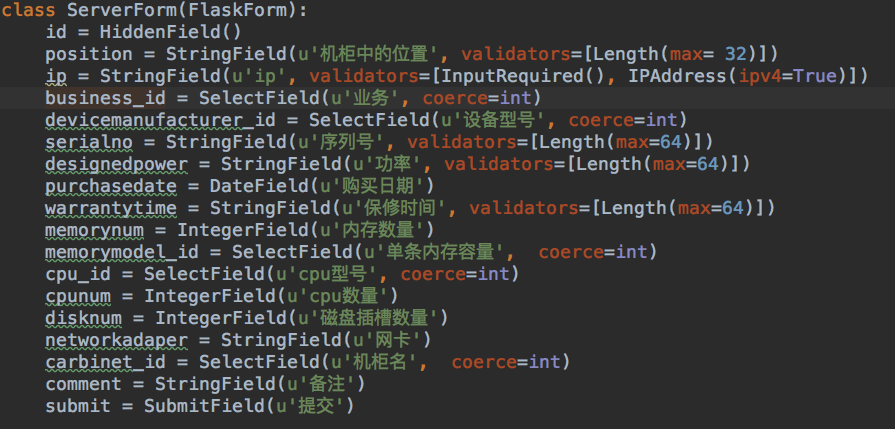 class ServerForm(FlaskForm):
    id = HiddenField()
    position = StringField(u'机柜中的位置', validators=[Length(max= 32)])
    ip = StringField(u'ip', validators=[InputRequired(), IPAddress(ipv4=True)])
    business_id = SelectField(u'业务', coerce=int)
    devicemanufacturer_id = SelectField(u'设备型号', coerce=int)
    serialno = StringField(u'序列号', validators=[Length(max=64)])
    designedpower = StringField(u'功率', validators=[Length(max=64)])
    purchasedate = DateField(u'购买日期')
    warrantytime = StringField(u'保修时间', validators=[Length(max=64)])
    memorynum = IntegerField(u'内存数量')
    memorymodel_id = SelectField(u'单条内存容量',  coerce=int)
    cpu_id = SelectField(u'cpu型号', coerce=int)
    cpunum = IntegerField(u'cpu数量')
    disknum = IntegerField(u'磁盘插槽数量')
    networkadaper = StringField(u'网卡')
    carbinet_id = SelectField(u'机柜名',  coerce=int)
    comment = StringField(u'备注')
    submit = SubmitField(u'提交')